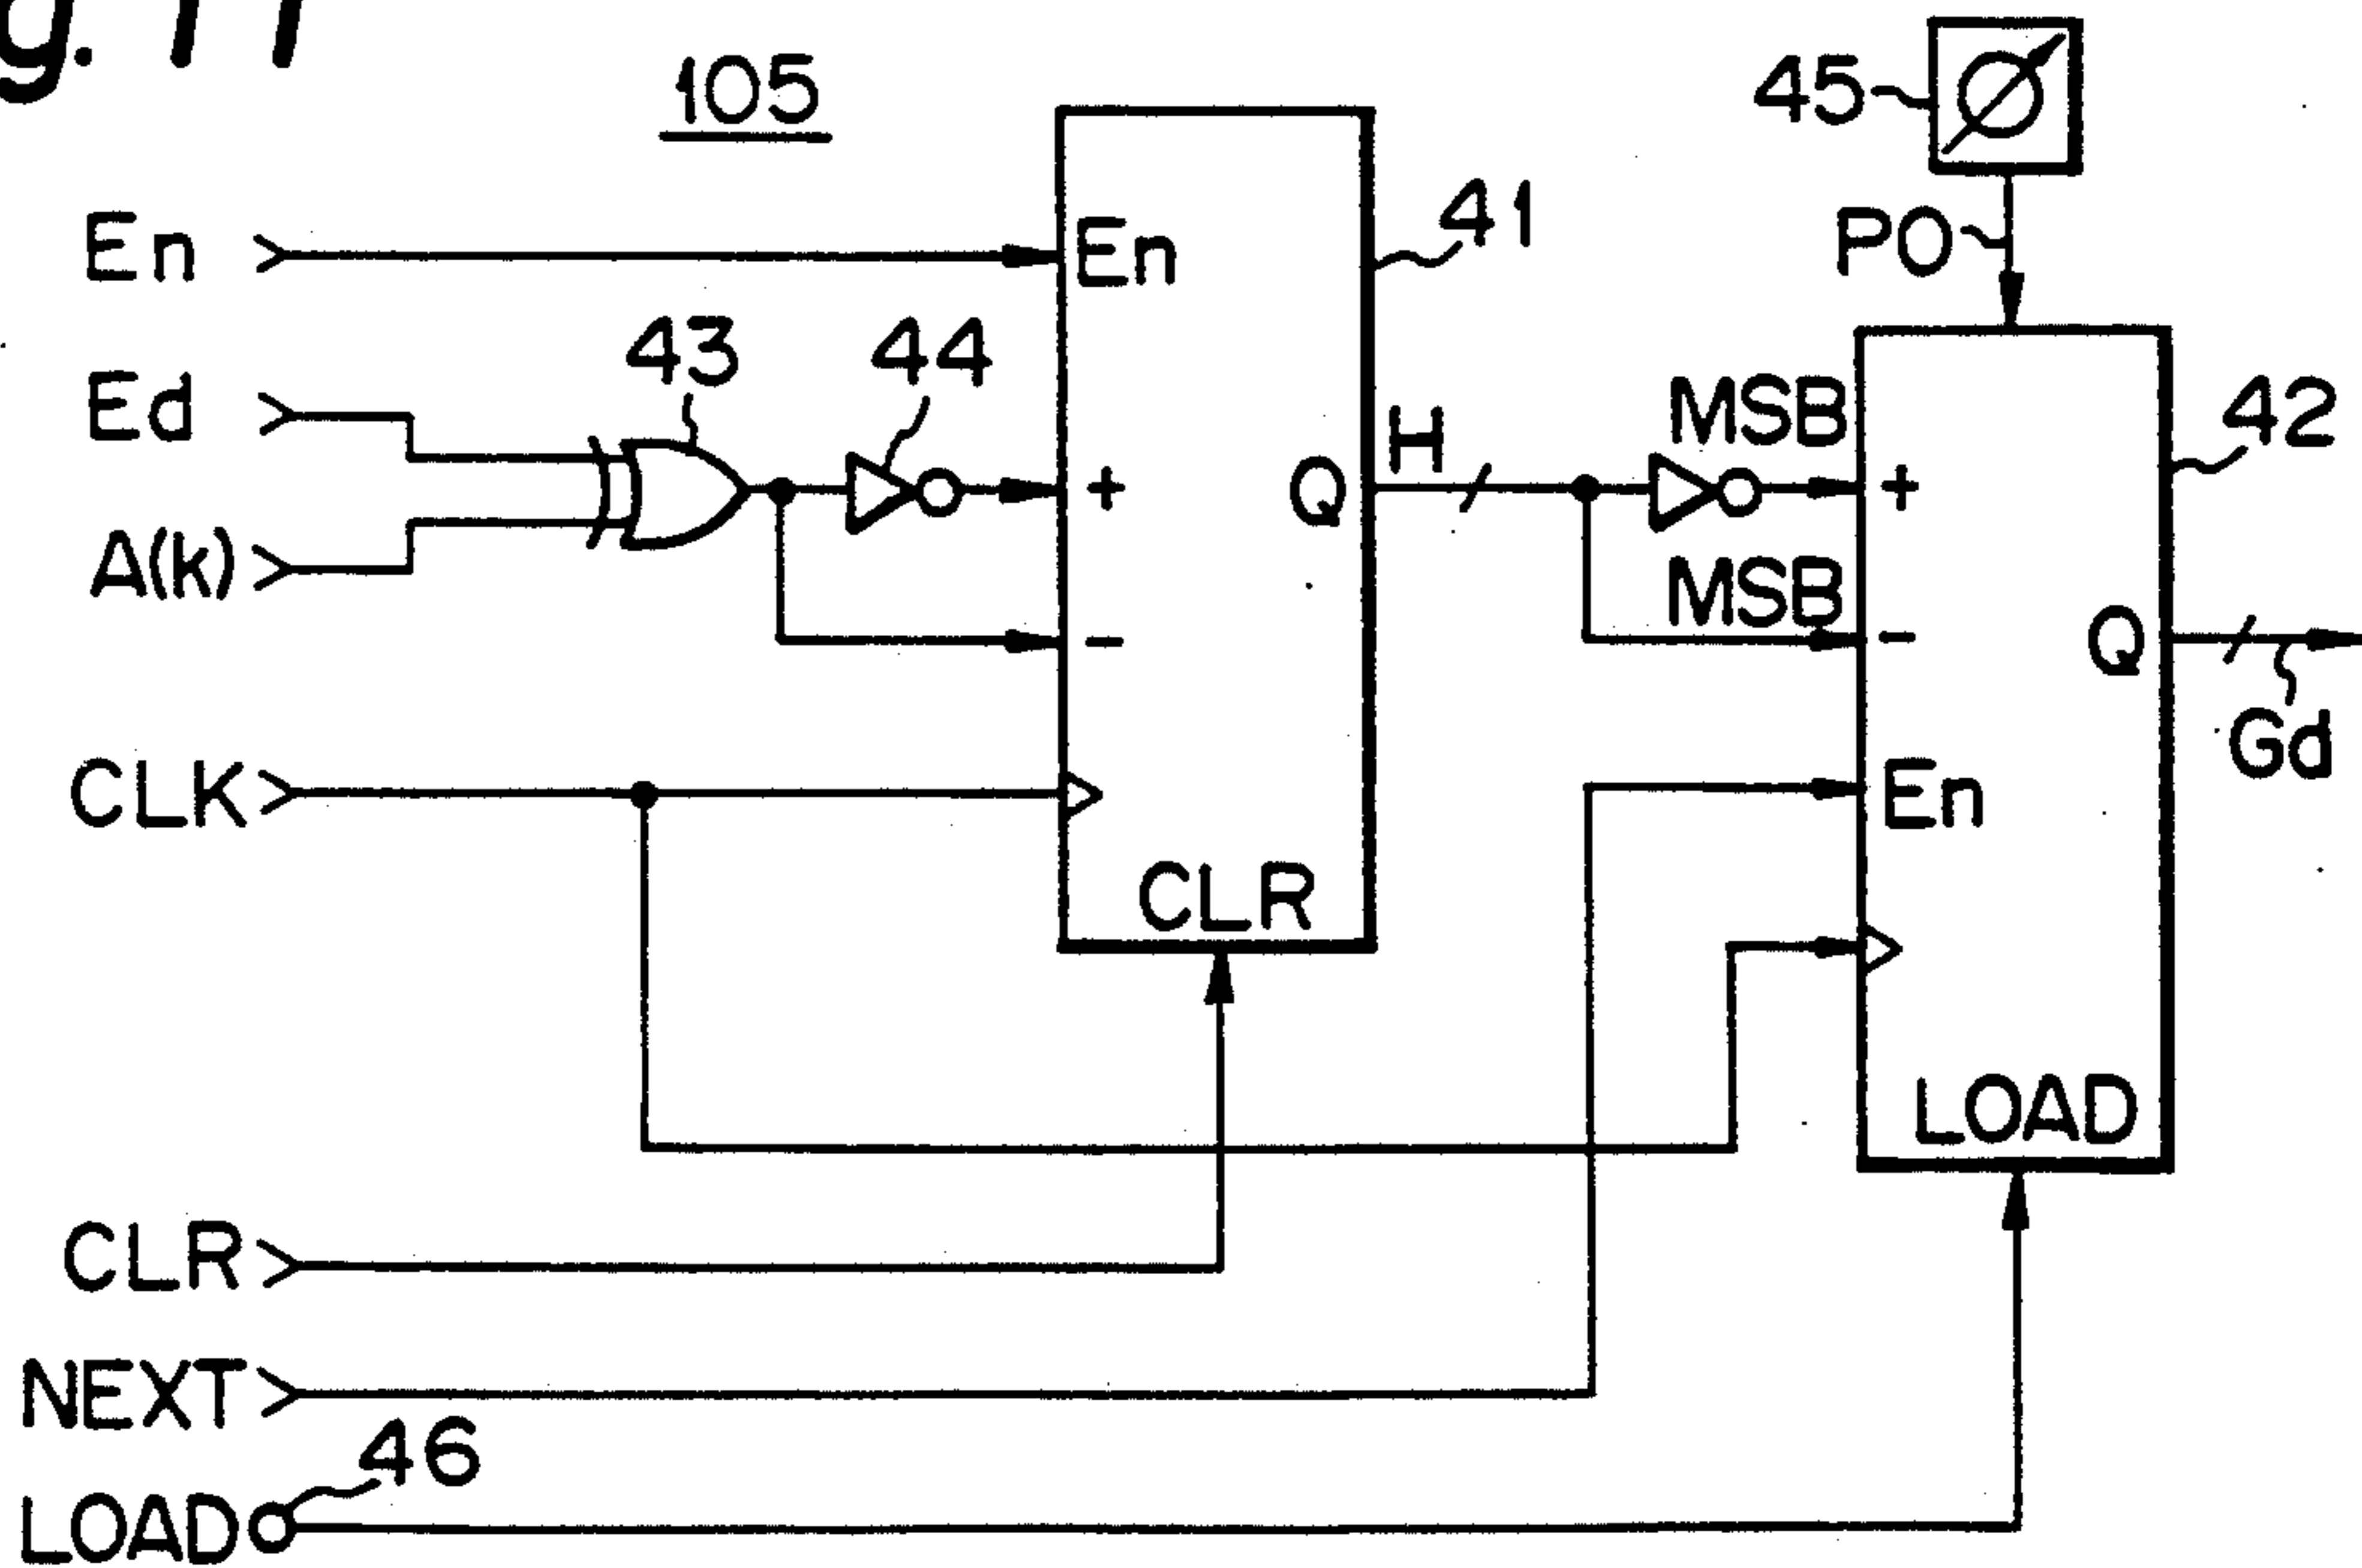 g. 11
105
45
En
En
41
PO
43
44
Ed
MSB
42
H
+
Q
+
A(k)
MSB
-
-
Q
Gd
CLK
En
CLR
LOAD
CLR
NEXT
46
LOAD